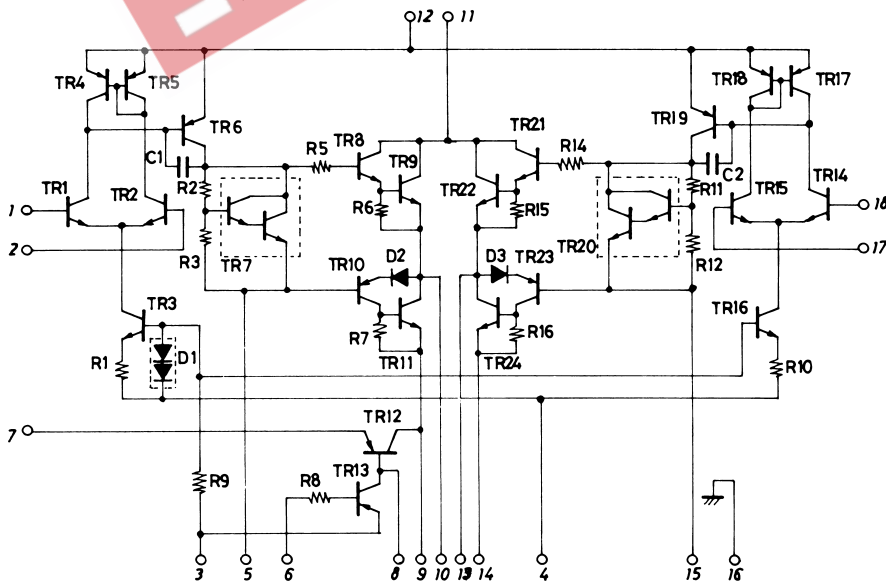 12 11
TR4 TR5 TR18 TR17
TR6 TR19
TR8 TR9 TR21
R5 R14
C1 C2
R2 R11
TR1 TR2 TR22 TR15 TR14
1 18
R6 R15
2 17
R3 TR7 TR20 R12
TR10 D2 D3 TR23
TR3 TR16
R7 R16
R1 D1 TR11 TR24 R10
TR12
7
R9 R8 TR13
3 5 6 8 9 10 13 14 4 15 16